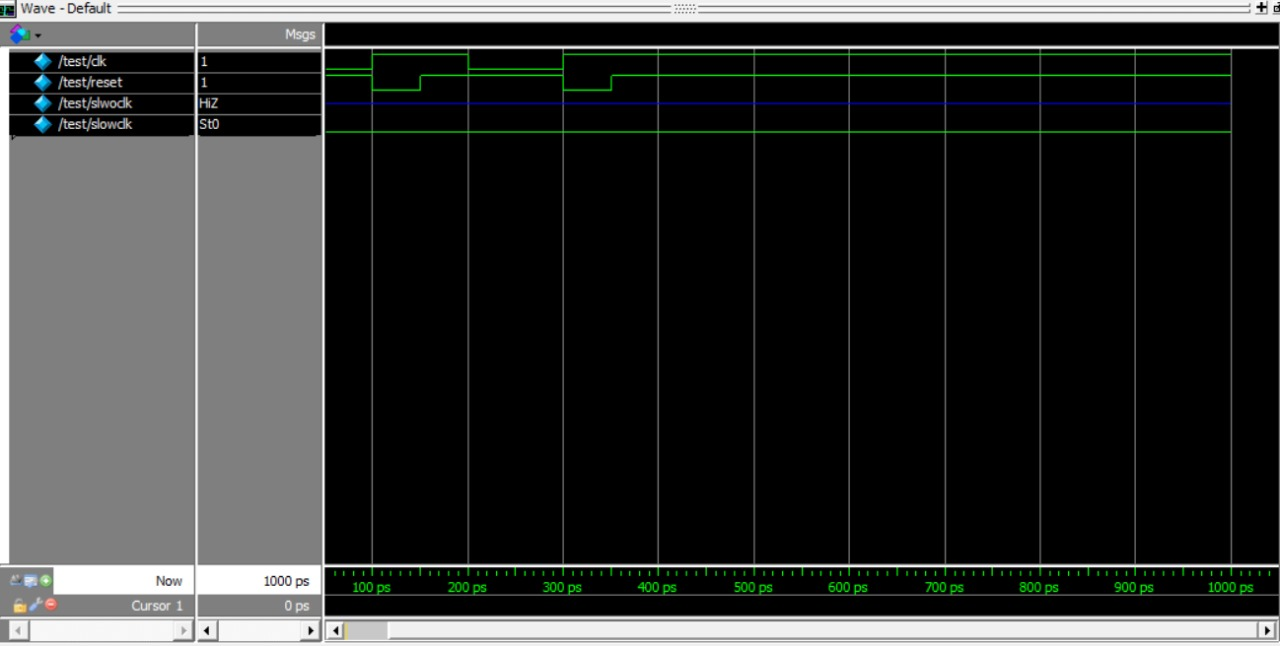 Wave - Default
Msgs
/test/clk 1
/test/reset 1
/test/slwoclk HiZ
/test/slowclk St0
Now 1000 ps
Cursor 1 0 ps
100 ps 200 ps 300 ps 400 ps 500 ps 600 ps 700 ps 800 ps 900 ps 1000 ps